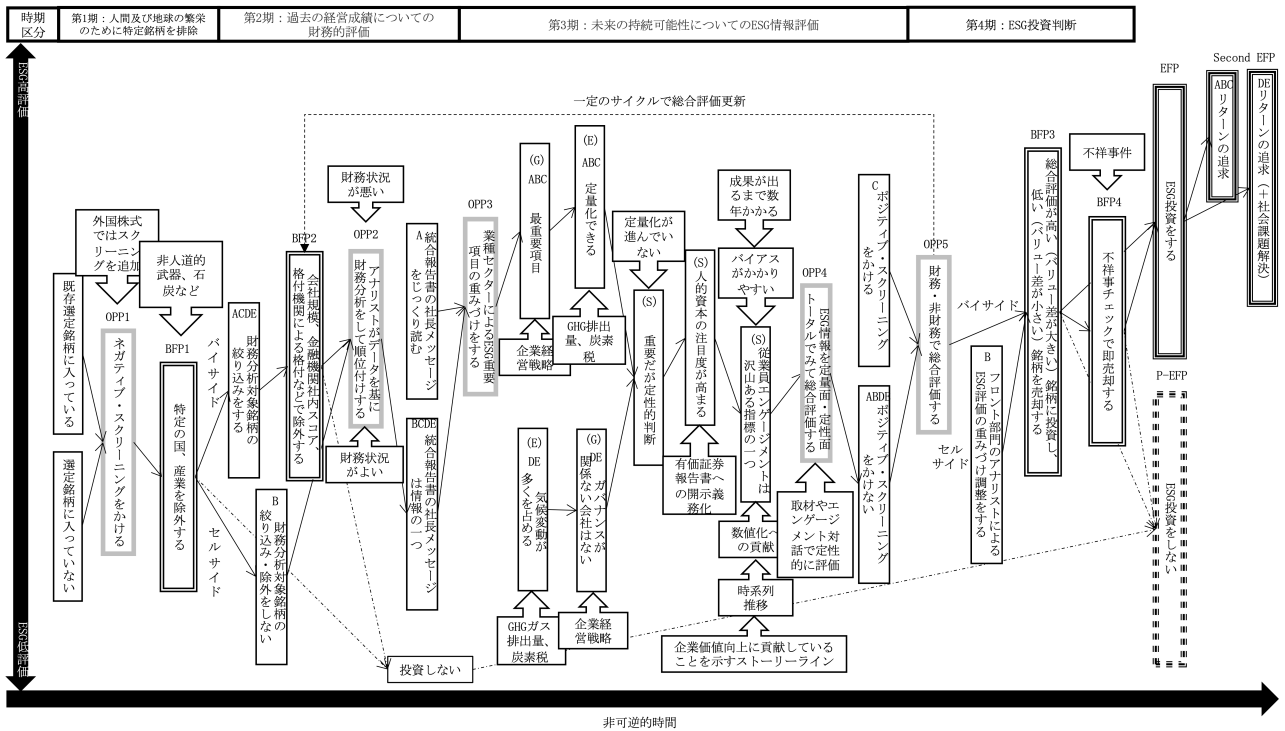 時期
区分
第1期：人間及び地球の繁栄
のために特定銘柄を排除
第2期：過去の経営成績についての
財務的評価
第3期：未来の持続可能性についてのESG情報評価
第4期：ESG投資判断
ESG高評価
ESG低評価
一定のサイクルで総合評価更新
外国株式
ではスク
リーニン
グを追加
非人道的
武器、石
炭など
既存選定銘柄に入っている
選定銘柄に入っていない
OPP1
ネガティブ・スクリーニングをかける
BFP1
特定の国、産業を除外する
バイサイド
セルサイド
ACDE
財務分析対象銘柄の
絞り込みをする
B
財務分析対象銘柄の
絞り込み・除外をしない
BFP2
会社規模、金融機関社内スコア、
格付機関による格付などで除外する
財務状況
が悪い
OPP2
アナリストがデータを基に
財務分析をして順位付けする
財務状況
がよい
投資しない
A
統合報告書の社長メッセージ
をじっくり読む
BCDE
統合報告書の社長メッセージ
は情報の一つ
OPP3
業種セクターによるESG重要
項目の重みづけをする
(G)
ABC
最重要項目
企業経
営戦略
(E)
ABC
定量化できる
GHG排出
量、炭素
税
(E)
DE
気候変動が
多くを占める
GHGガス
排出量、
炭素税
(G)
DE
ガバナンスが
関係ない会社はない
企業経
営戦略
定量化が
進んでい
ない
(S)
重要だが定性的判断
(S)
人的資本の注目度が高まる
有価証券
報告書へ
の開示義
務化
成果が出
るまで数
年かかる
バイアス
がかかり
やすい
(S)
従業員エンゲージメントは
沢山ある指標の一つ
数値化へ
の貢献
時系列
推移
企業価値向上に貢献している
ことを示すストーリーライン
OPP4
ESG情報を定量面・定性面
トータルでみて総合評価する
取材やエ
ンゲージ
メント対
話で定性
的に評価
C
ポジティブ・スクリーニング
をかける
ABDE
ポジティブ・スクリーニング
をかけない
OPP5
財務・非財務で総合評価する
バイサイド
セル
サイド
B
フロント部門のアナリストによる
ESG評価の重みづけ調整をする
BFP3
総合評価が高い（バリュー差が大きい）銘柄に投資し、
低い（バリュー差が小さい）銘柄を売却する
不祥事件
BFP4
不祥事チェックで即売却する
EFP
ESG投資をする
P-EFP
ESG投資をしない
Second EFP
ABC
リターンの追求
DE
リターンの追求（＋社会課題解決）
非可逆的時間